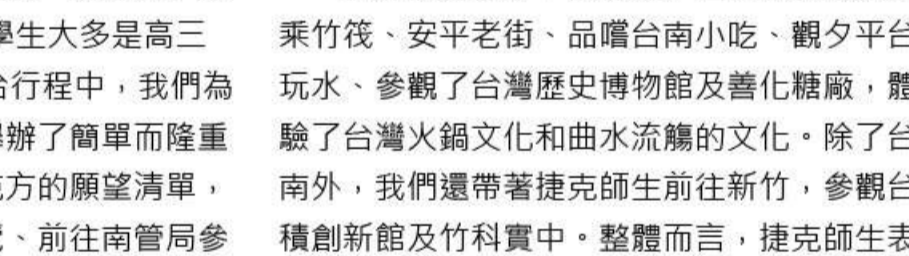 學生大多是高三
行程中，我們為
辦了簡單而隆重
方的願望清單，
、前往南管局參
乘竹筏、安平老街、品嚐台南小吃、觀夕平台
玩水、參觀了台灣歷史博物館及善化糖廠，體
驗了台灣火鍋文化和曲水流觴的文化。除了台
南外，我們還帶著捷克師生前往新竹，參觀台
積創新館及竹科實中。整體而言，捷克師生表